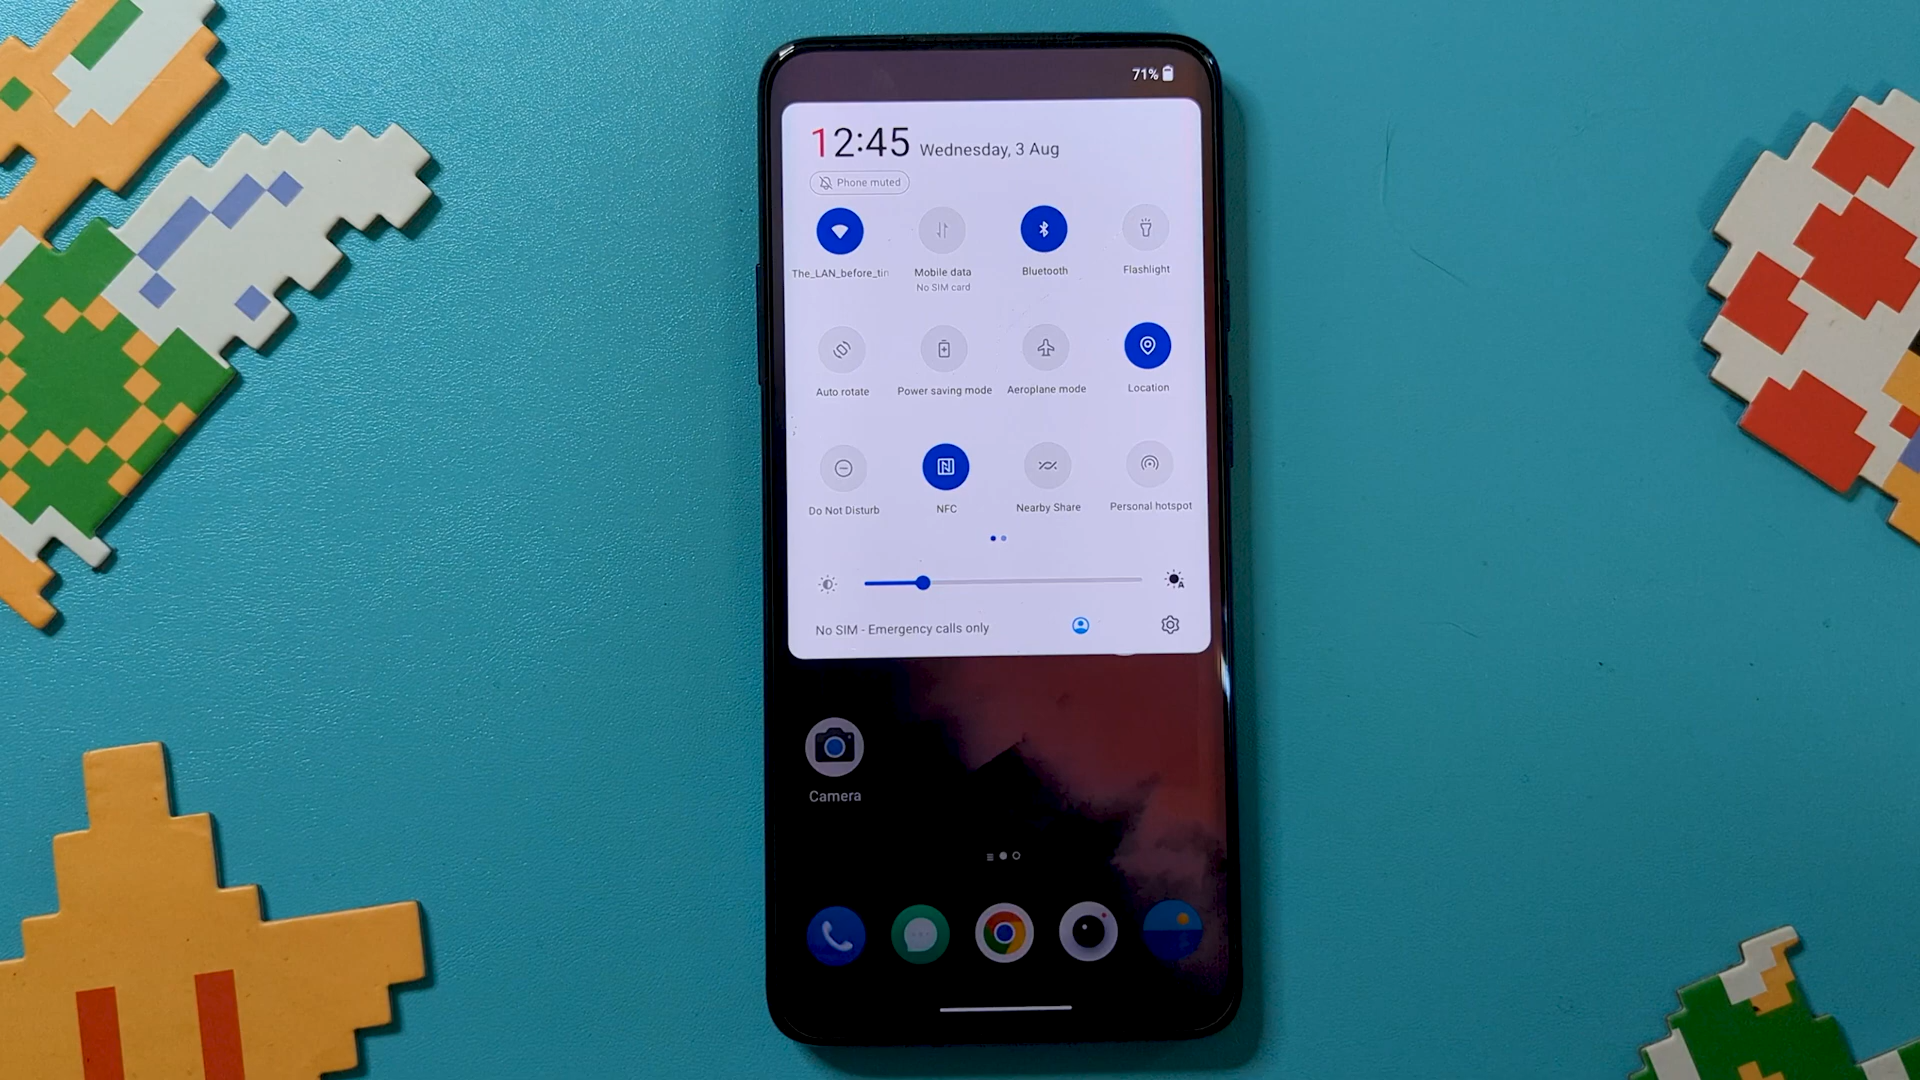 71%
12:45 Wednesday, 3 Aug
Phone muted
The_LAN_before_tin
Mobile data
No SIM card
Bluetooth
Flashlight
Auto rotate
Power saving mode
Aeroplane mode
Location
Do Not Disturb
NFC
Nearby Share
Personal hotspot
No SIM - Emergency calls only
Camera